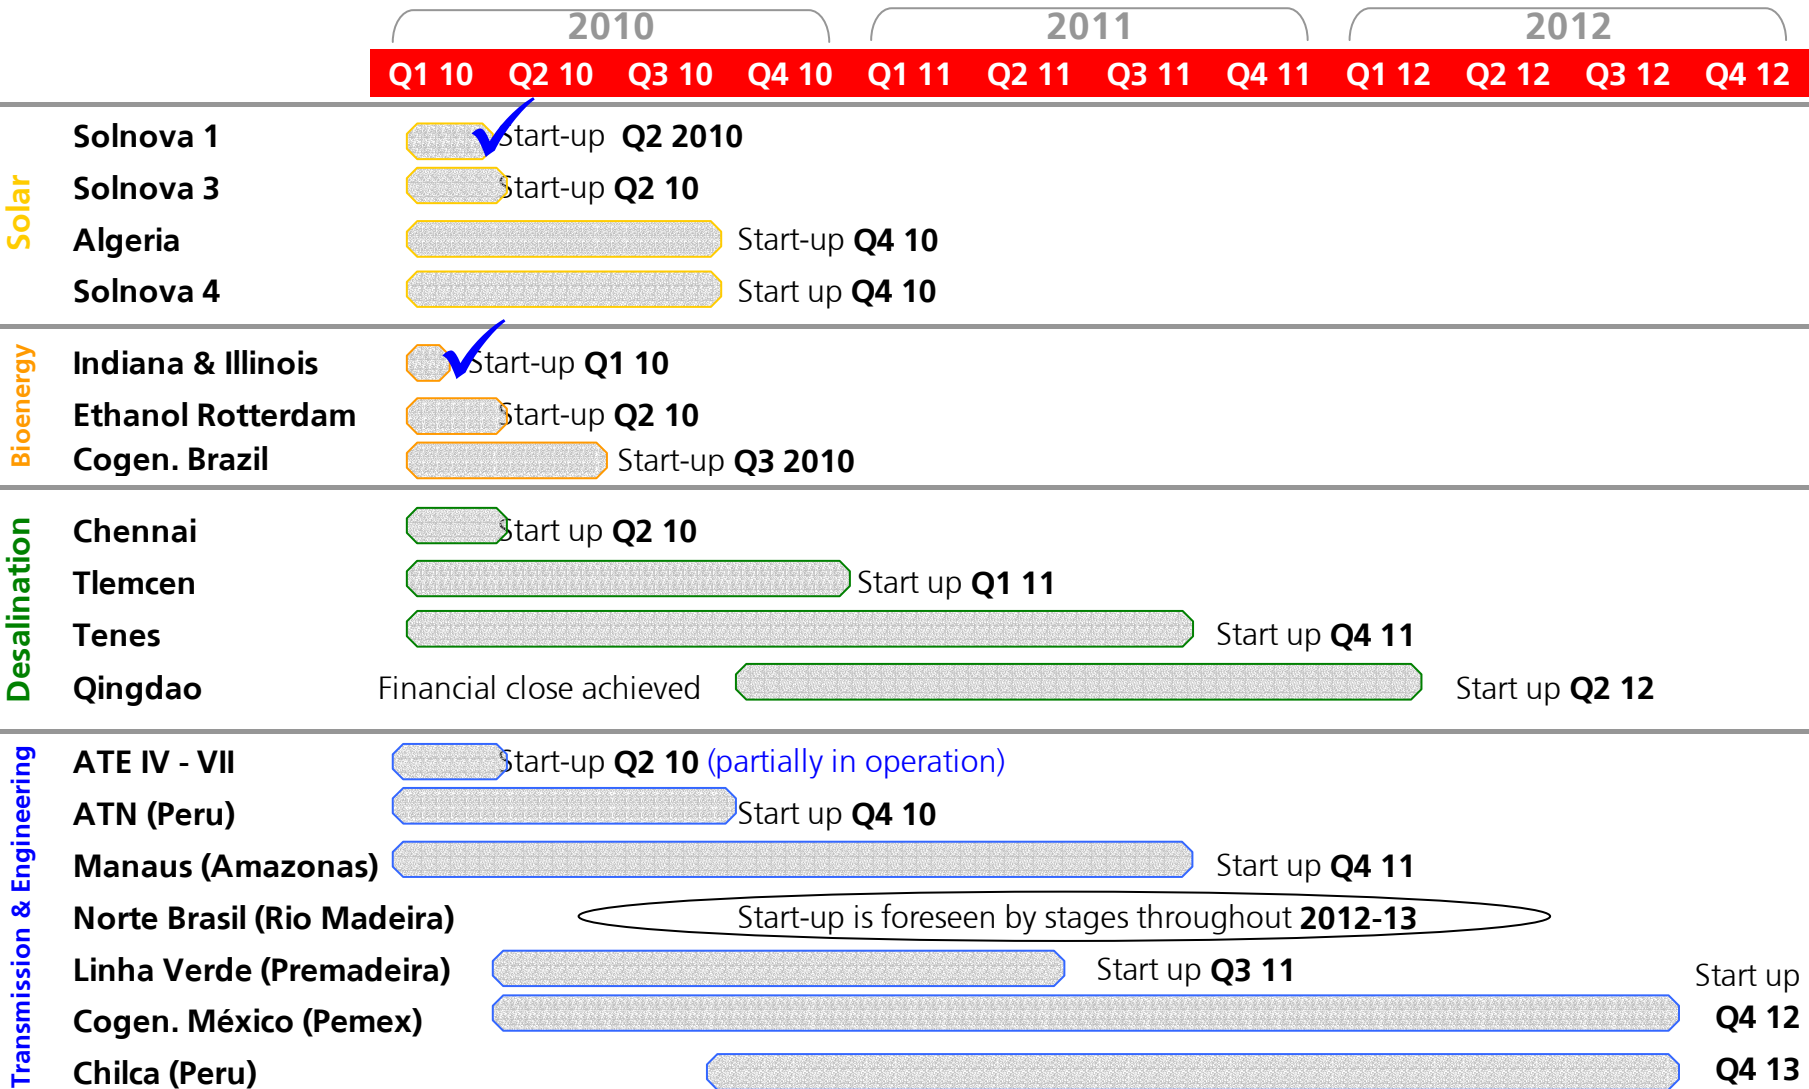 2010 2011 2012
Q1 10 Q2 10 Q3 10 Q4 10 Q1 11 Q2 11 Q3 11 Q4 11 Q1 12 Q2 12 Q3 12 Q4 12
Solar
Solnova 1 Start-up Q2 2010
Solnova 3 Start-up Q2 10
Algeria Start-up Q4 10
Solnova 4 Start up Q4 10
Bioenergy
Indiana & Illinois Start-up Q1 10
Ethanol Rotterdam Start-up Q2 10
Cogen. Brazil Start-up Q3 2010
Desalination
Chennai Start up Q2 10
Tlemcen Start up Q1 11
Tenes Start up Q4 11
Qingdao Financial close achieved Start up Q2 12
Transmission & Engineering
ATE IV - VII Start-up Q2 10 (partially in operation)
ATN (Peru) Start up Q4 10
Manaus (Amazonas) Start up Q4 11
Norte Brasil (Rio Madeira) Start-up is foreseen by stages throughout 2012-13
Linha Verde (Premadeira) Start up Q3 11
Start up
Cogen. México (Pemex) Q4 12
Chilca (Peru) Q4 13